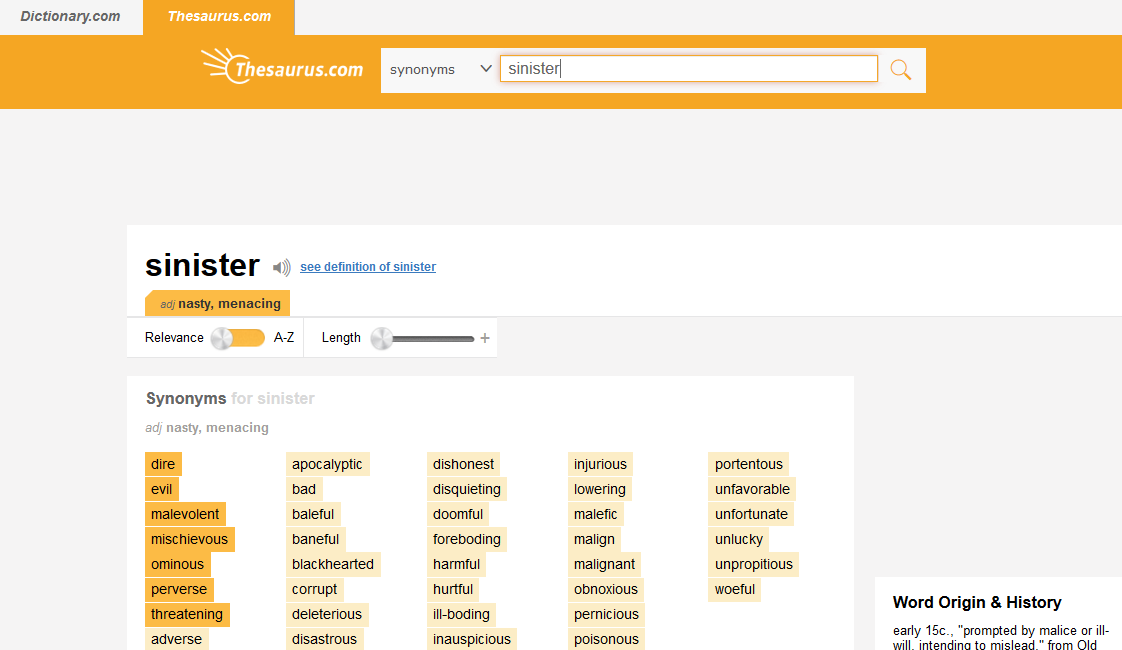 Dictionary.com
Thesaurus.com
Thesaurus.com
synonyms
sinister
sinister
see definition of sinister
adj nasty, menacing
Relevance A-Z Length +
Synonyms for sinister
adj nasty, menacing
dire apocalyptic dishonest injurious portentous
evil bad disquieting lowering unfavorable
malevolent baleful doomful malefic unfortunate
mischievous baneful foreboding malign unlucky
ominous blackhearted harmful malignant unpropitious
perverse corrupt hurtful obnoxious woeful
threatening deleterious ill-boding pernicious
adverse disastrous inauspicious poisonous
Word Origin & History
early 15c., "prompted by malice or ill-
will, intending to mislead," from Old